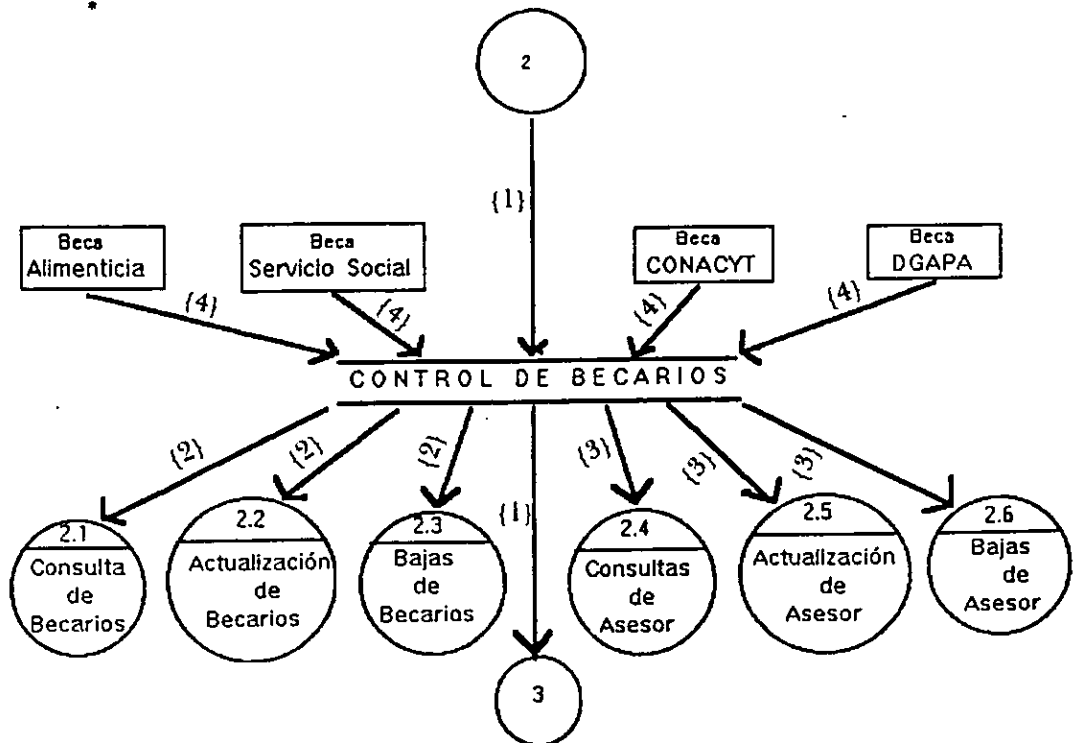 2
{1}
Beca
Alimenticia
Beca
Servicio Social
Beca
CONACYT
Beca
DGAPA
{4}
{4}
{4}
{4}
CONTROL DE BECARIOS
{2}
{2}
{2}
{1}
{3}
{3}
{3}
2.1
Consulta
de
Becarios
2.2
Actualización
de
Becarios
2.3
Bajas
de
Becarios
2.4
Consultas
de
Asesor
2.5
Actualización
de
Asesor
2.6
Bajas
de
Asesor
3